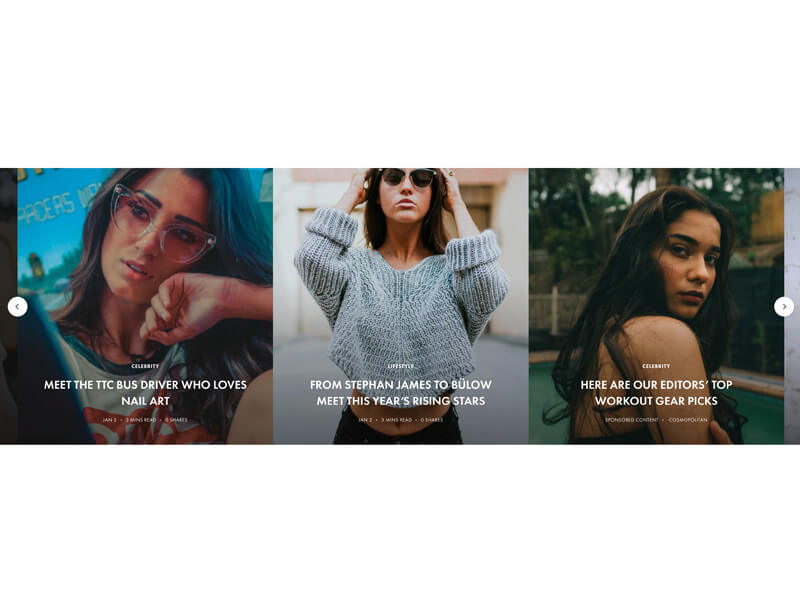 CELEBRITY
MEET THE TTC BUS DRIVER WHO LOVES
NAIL ART
JAN 2 • 3 MINS READ • 0 SHARES
LIFESTYLE
FROM STEPHAN JAMES TO BÜLOW
MEET THIS YEAR'S RISING STARS
JAN 2 • 3 MINS READ • 0 SHARES
CELEBRITY
HERE ARE OUR EDITORS' TOP
WORKOUT GEAR PICKS
SPONSORED CONTENT • COSMOPOLITAN